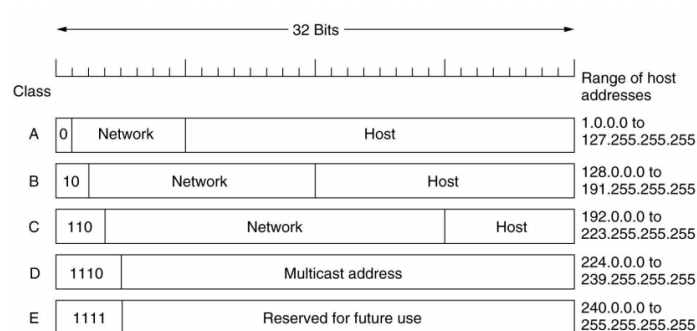 32 Bits
Class
Range of host
addresses
A 0 Network Host 1.0.0.0 to
127.255.255.255
B 10 Network Host 128.0.0.0 to
191.255.255.255
C 110 Network Host 192.0.0.0 to
223.255.255.255
D 1110 Multicast address 224.0.0.0 to
239.255.255.255
E 1111 Reserved for future use 240.0.0.0 to
255.255.255.255